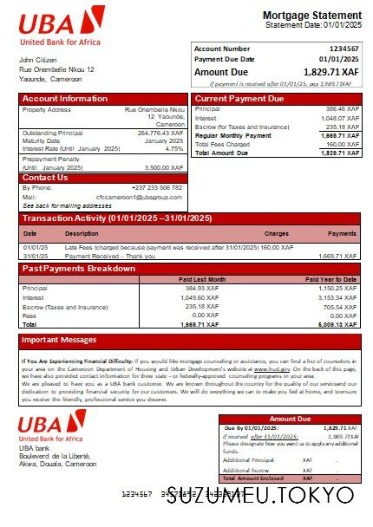 UBA
United Bank for Africa
Mortgage Statement
Statement Date: 01/01/2025
John Citizen
Rue Onembelle Nkou 12
Yaounde, Cameroon
Account Number 1234567
Payment Due Date 01/01/2025
Amount Due 1,829.71 XAF
If payment is received after 01/01/25, pay 1,989.71XAF
Account Information
Property Address Rue Onembelle Nkou 12 Yaounde, Cameroon
Outstanding Principal 264,776.43 XAF
Maturity Date January 2025
Interest Rate (Until January 2025) 4.75%
Prepayment Penalty
(Until January 2025) 3,500.00 XAF
Contact Us
By Phone: +237 233 506 782
Mail: cfccameroon1@ubagroup.com
See back for mailing addresses
Current Payment Due
Principal 386.46 XAF
Interest 1,048.07 XAF
Escrow (for Taxes and Insurance) 235.18 XAF
Regular Monthly Payment 1,669.71 XAF
Total Fees Charged 160.00 XAF
Total Amount Due 1,829.71 XAF
Transaction Activity (01/01/2025 –31/01/2025)
Date Description Charges Payments
01/01/25 Late Fees (charged because payment was received after 31/01/2025) 160.00 XAF
31/01/25 Payment Received – Thank you 1,669.71 XAF
Past Payments Breakdown
Paid Last Month Paid Year to Date
Principal 384.93 XAF 1,150.25 XAF
Interest 1,049.60 XAF 3,153.34 XAF
Escrow (Taxes and Insurance) 235.18 XAF 705.54 XAF
Fees 0.00 XAF 0.00 XAF
Total 1,669.71 XAF 5,009.13 XAF
Important Messages
If You Are Experiencing Financial Difficulty: if you would like mortgage counseling or assistance, you can find a list of counselors in
your area on the Cameroon Department of Housing and Urban Development's website at www.hud.gov. On the back of this page,
we have also provided contact information for three state - or federally-approved counseling programs in your area.
We are pleased to have you as a UBA bank customer. We are known throughout the country for the quality of our service and our
dedication to providing financial security for our customers. We will do everything we can to make you feel at home, and to ensure
you receive the friendly, professional service you deserve.
UBA
United Bank for Africa
UBA bank
Boulevard de la Liberté,
Akwa, Douala, Cameroon
Amount Due
Due By 01/01/2025: 1,829.71 XAF
If received after 31/01/25: 1,989.71XAF
Please designate how you want us to apply any additional
funds.
Additional Principal XAF
Additional Escrow XAF
Total Amount Enclosed XAF
1234567
SUZUMEU.TOKYO